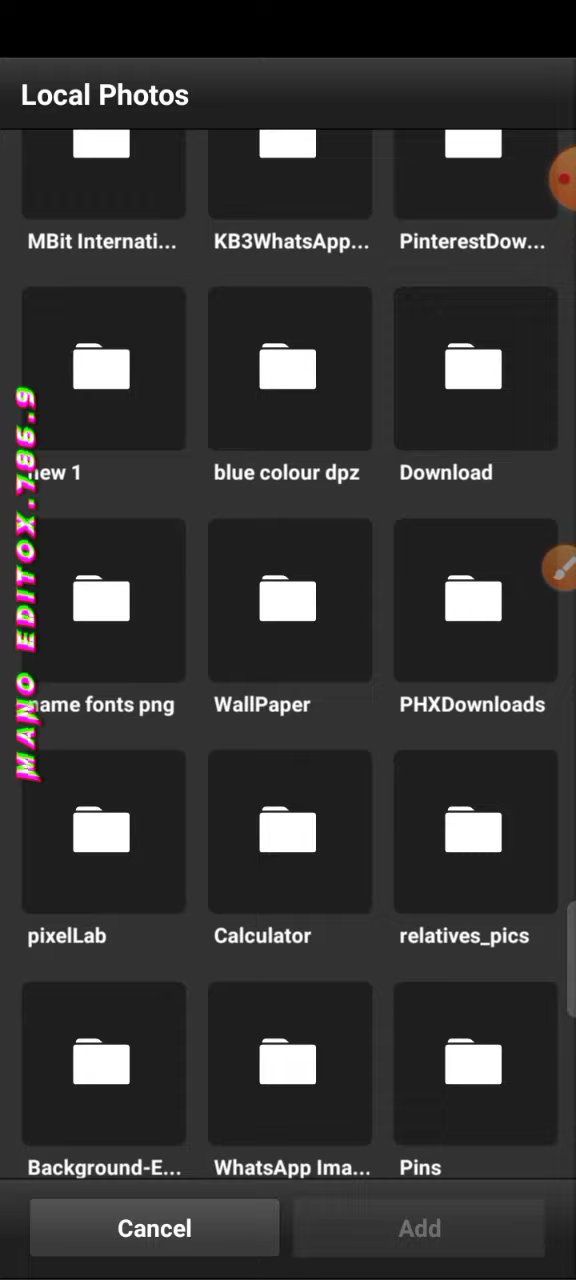 Local Photos
MBit Internati...
KB3WhatsApp...
PinterestDow...
new 1
blue colour dpz
Download
name fonts png
WallPaper
PHXDownloads
pixelLab
Calculator
relatives_pics
Background-E...
WhatsApp Ima...
Pins
Cancel
Add
MANO EDITOX.786.9